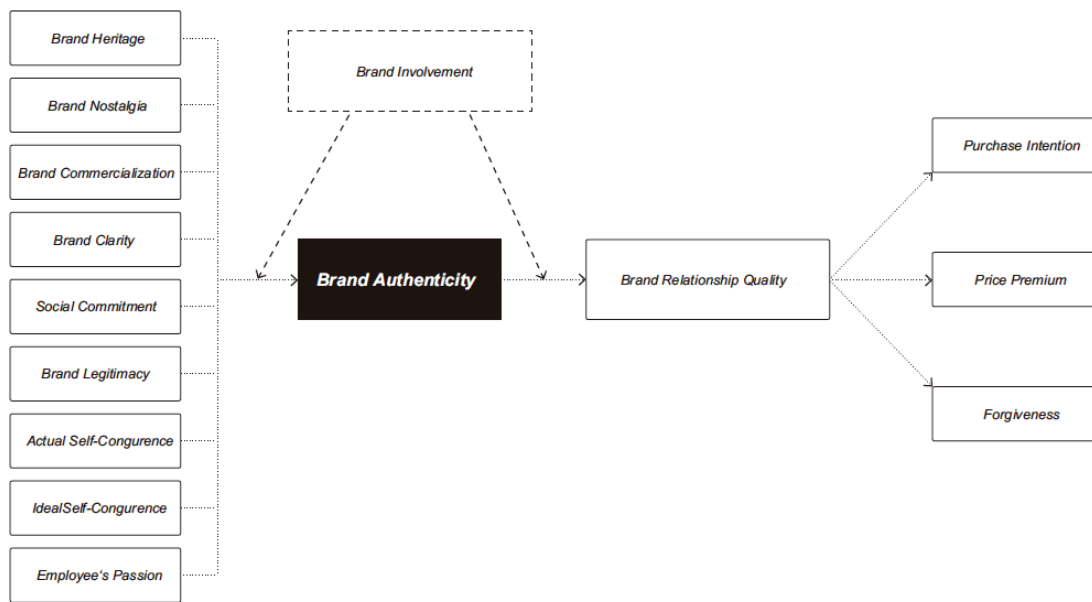 Brand Heritage
Brand Nostalgia
Brand Commercialization
Brand Clarity
Social Commitment
Brand Legitimacy
Actual Self-Congurence
IdealSelf-Congurence
Employee's Passion
Brand Involvement
Brand Authenticity
Brand Relationship Quality
Purchase Intention
Price Premium
Forgiveness